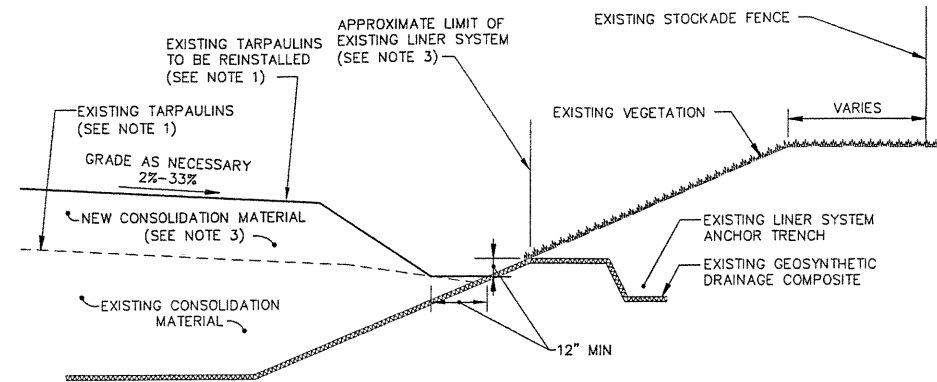 EXISTING STOCKADE FENCE
APPROXIMATE LIMIT OF
EXISTING LINER SYSTEM
(SEE NOTE 3)
EXISTING TARPAULINS
TO BE REINSTALLED
(SEE NOTE 1)
EXISTING TARPAULINS
(SEE NOTE 1)
EXISTING VEGETATION
VARIES
GRADE AS NECESSARY
2%-33%
NEW CONSOLIDATION MATERIAL
(SEE NOTE 3)
EXISTING LINER SYSTEM
ANCHOR TRENCH
EXISTING GEOSYNTHETIC
DRAINAGE COMPOSITE
EXISTING CONSOLIDATION
MATERIAL
12" MIN